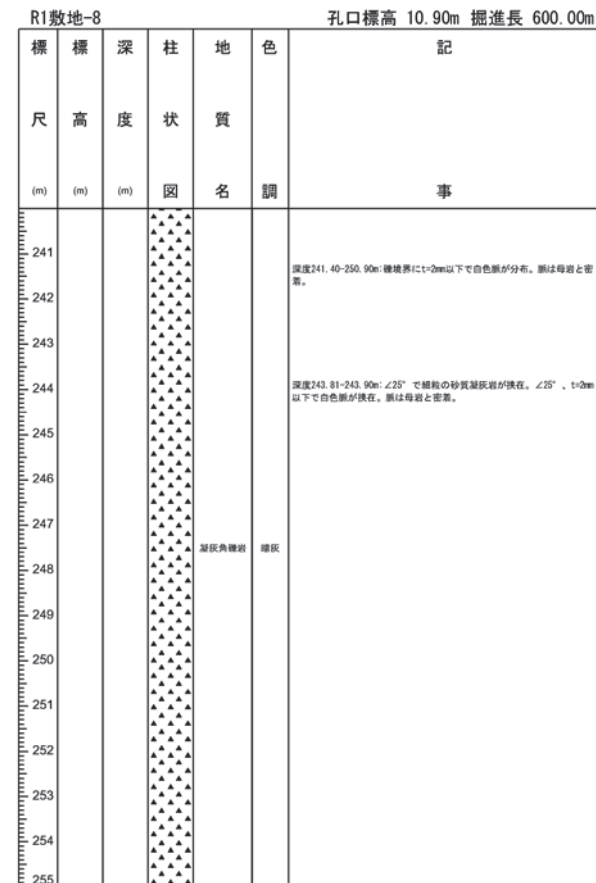 R1敷地-8 孔口標高 10.90m 掘進長 600.00m
標尺(m) 標高(m) 深度(m) 柱状図 地質名 色調 記事
241
深度241.40-250.90m:礫境界にt=2mm以下で白色脈が分布。脈は母岩と密
着。
242
243
244
深度243.81-243.90m:∠25°で細粒の砂質凝灰岩が挟在。∠25°、t=2mm
以下で白色脈が挟在。脈は母岩と密着。
245
246
247
凝灰角礫岩 暗灰
248
249
250
251
252
253
254
255